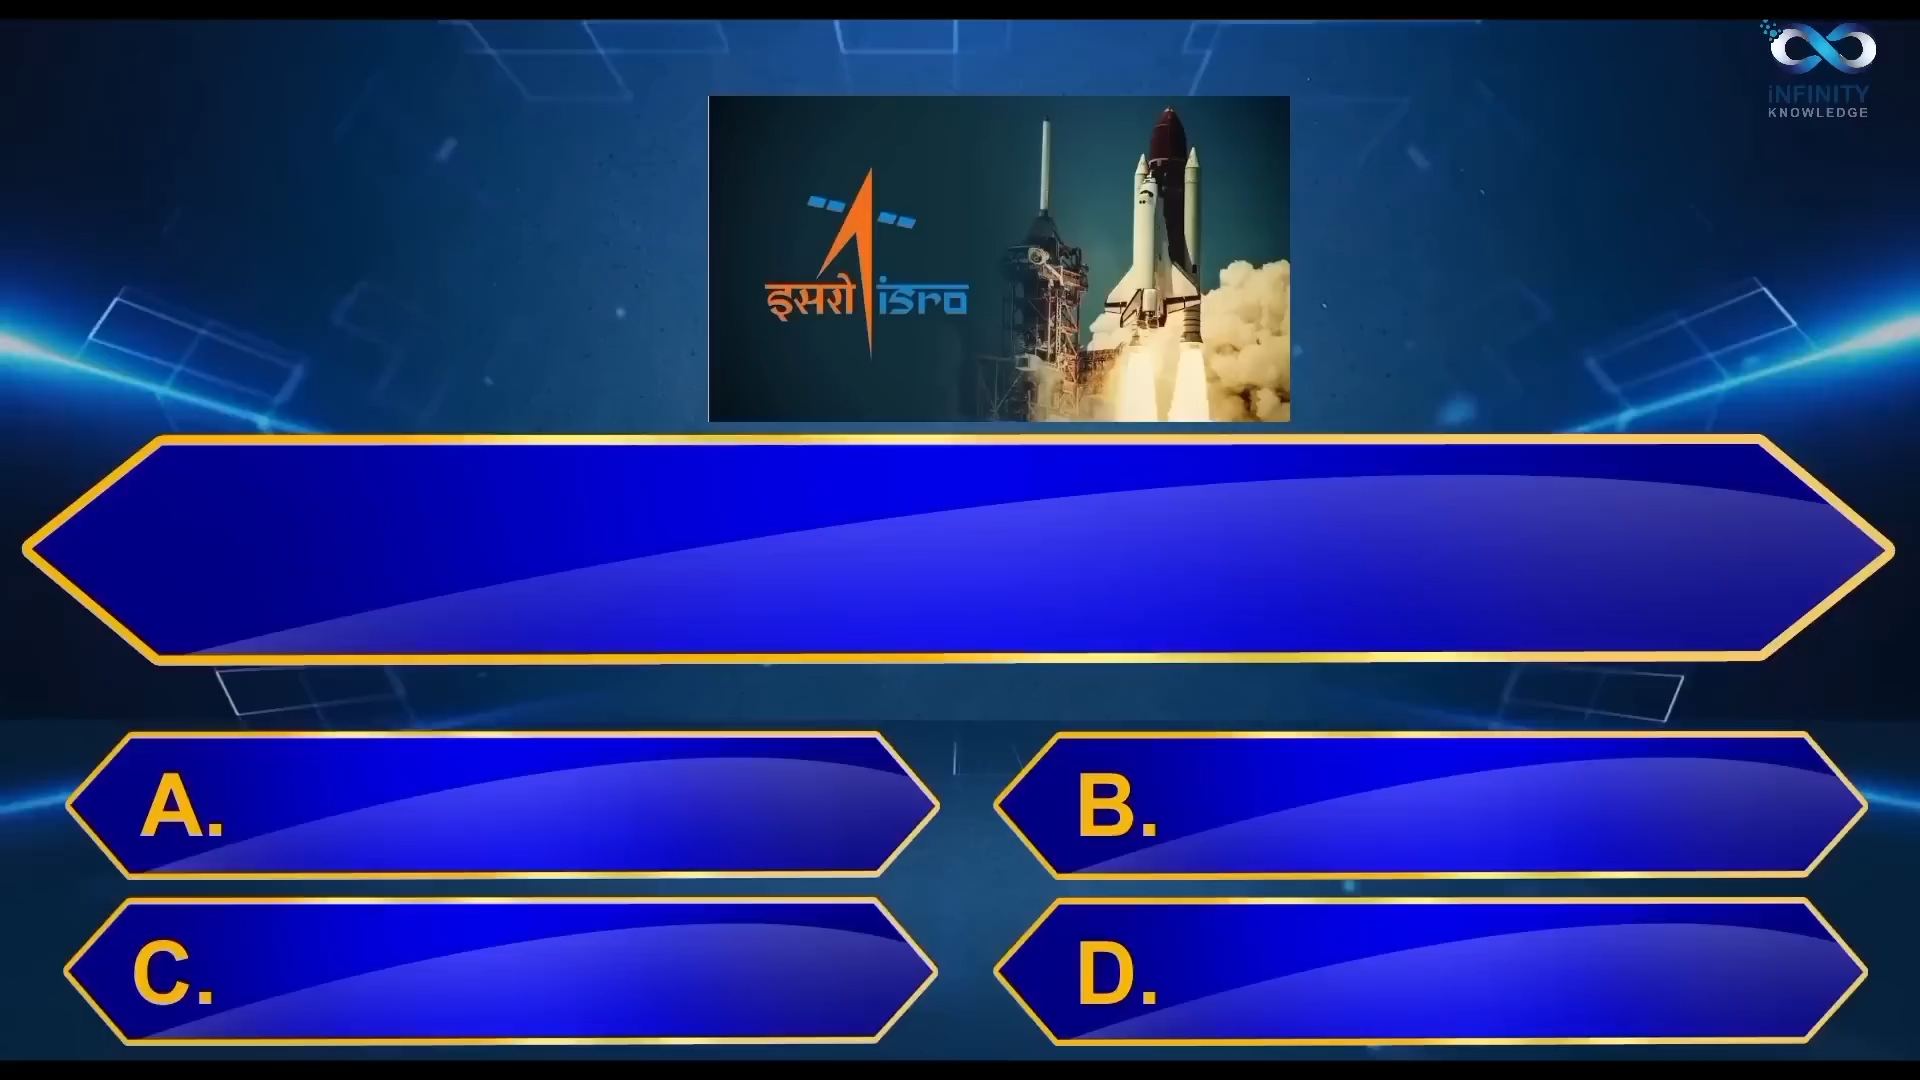 iNFINITY
KNOWLEDGE
इसरो isro
A.
B.
C.
D.